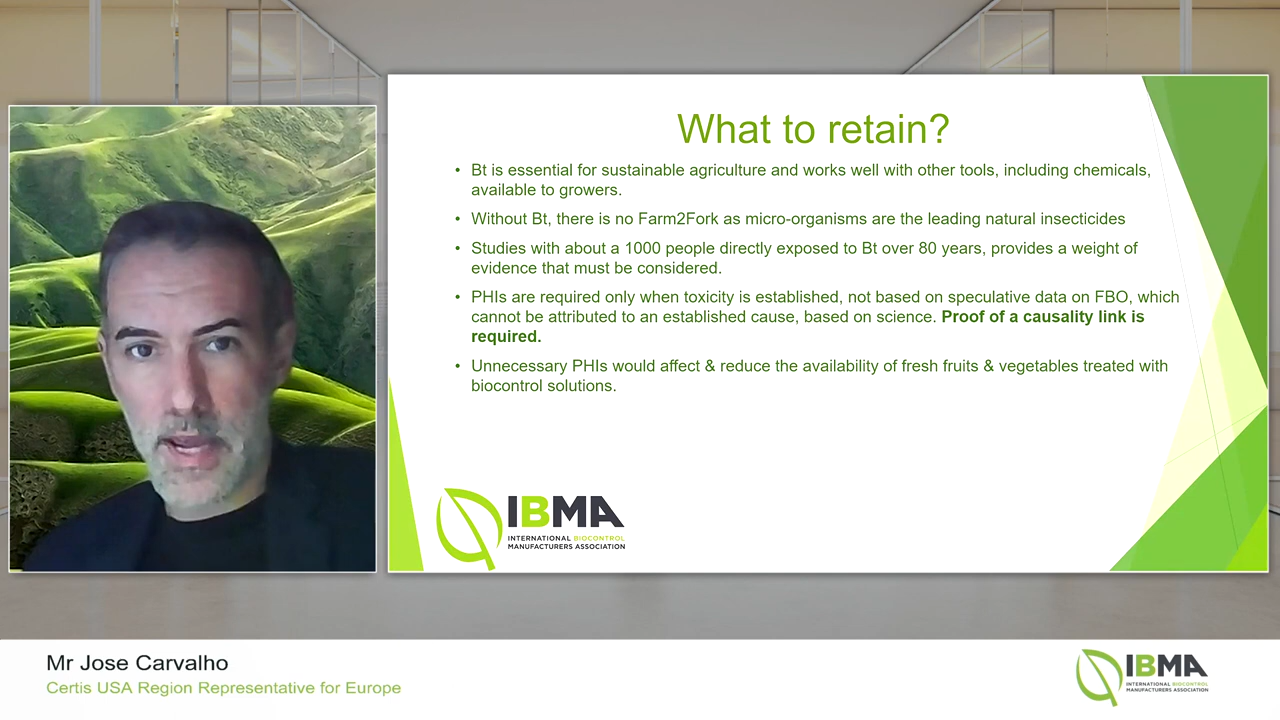 What to retain?
• Bt is essential for sustainable agriculture and works well with other tools, including chemicals,
available to growers.
• Without Bt, there is no Farm2Fork as micro-organisms are the leading natural insecticides
• Studies with about a 1000 people directly exposed to Bt over 80 years, provides a weight of
evidence that must be considered.
• PHIs are required only when toxicity is established, not based on speculative data on FBO, which
cannot be attributed to an established cause, based on science. Proof of a causality link is
required.
• Unnecessary PHIs would affect & reduce the availability of fresh fruits & vegetables treated with
biocontrol solutions.
IBMA
INTERNATIONAL BIOCONTROL
MANUFACTURERS ASSOCIATION
Mr Jose Carvalho
Certis USA Region Representative for Europe
IBMA
INTERNATIONAL BIOCONTROL
MANUFACTURERS ASSOCIATION